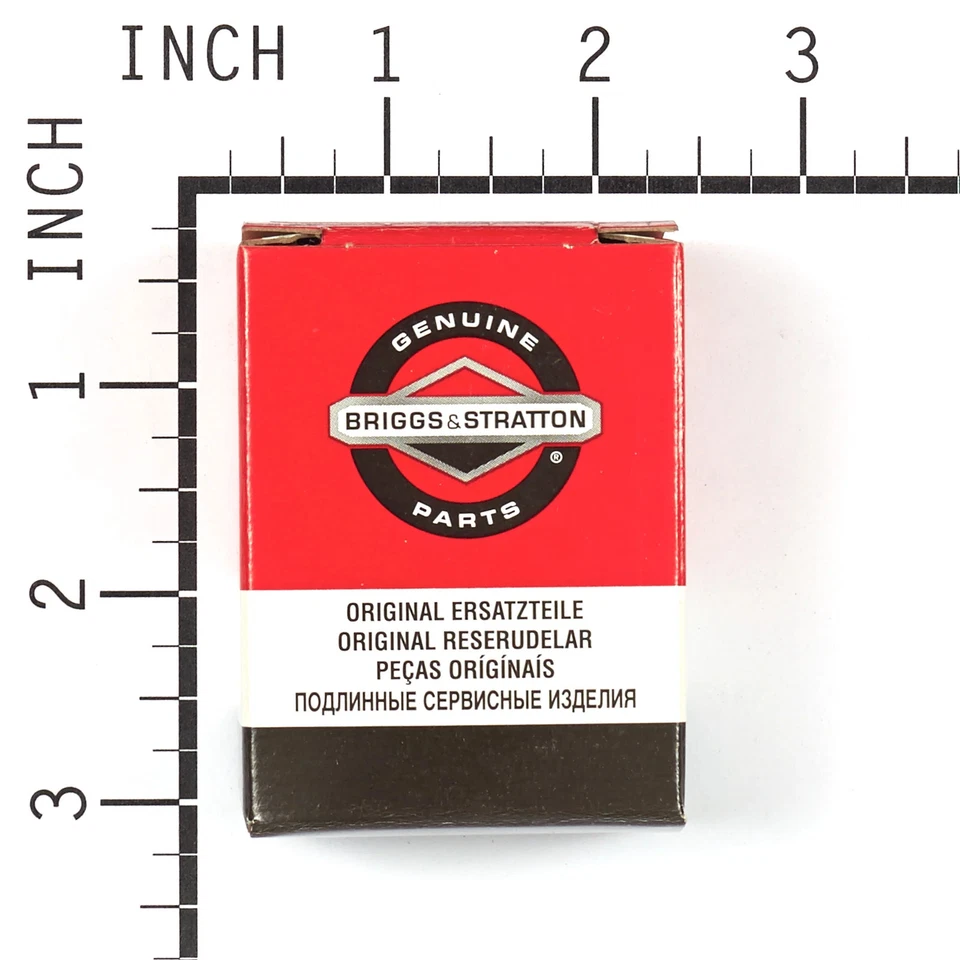 INCH 1 2 3
INCH
1
2
3
GENUINE
BRIGGS & STRATTON
®
PARTS
ORIGINAL ERSATZTEILE
ORIGINAL RESERUDELAR
PEÇAS ORÍGÍNAÍS
ПОДЛИННЫЕ СЕРВИСНЫЕ ИЗДЕЛИЯ